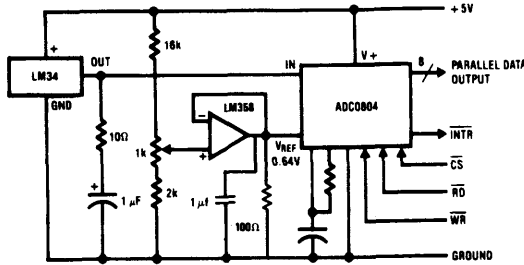 + 5V
+
OUT
LM34
GND
16k
IN
V +
8
PARALLEL DATA
OUTPUT
LM358
ADC0804
10Ω
1k
−
+
VREF
0.64V
INTR
CS
+
1 µF
2k
1 µf
100Ω
RD
WR
GROUND